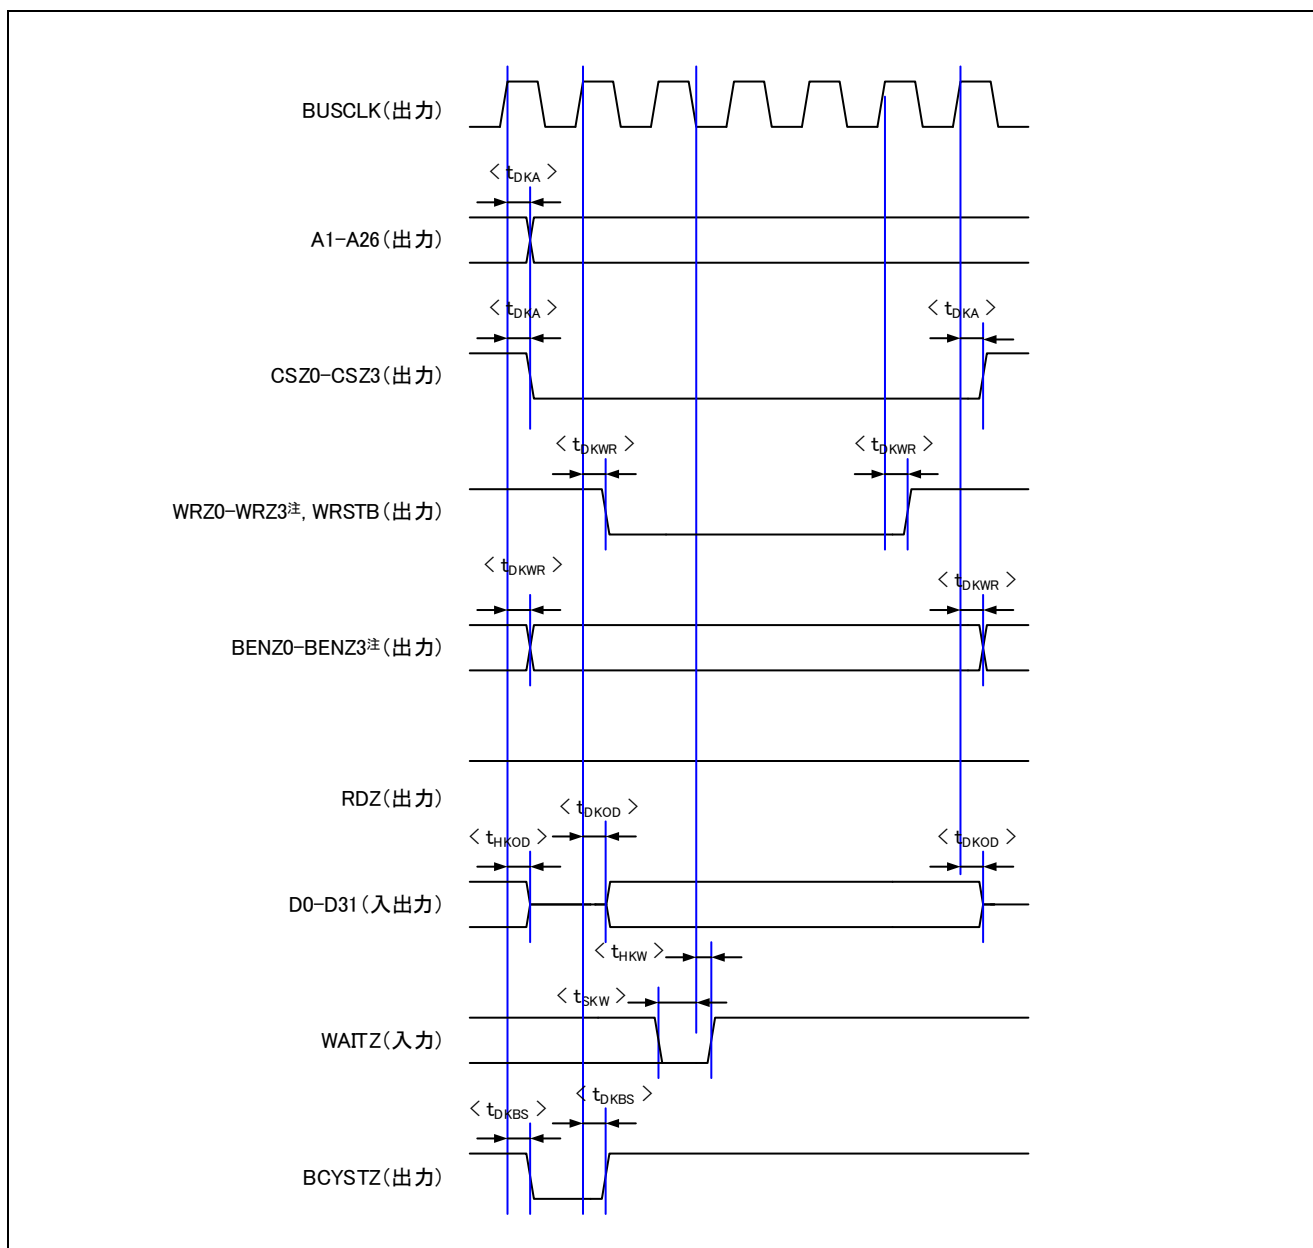 BUSCLK(出力)
< tDKA >
A1-A26(出力)
< tDKA >
< tDKA >
CSZ0-CSZ3(出力)
< tDKWR >
< tDKWR >
WRZ0-WRZ3注, WRSTB(出力)
< tDKWR >
< tDKWR >
BENZ0-BENZ3注(出力)
RDZ(出力)
< tDKOD >
< tHKOD >
< tDKOD >
D0-D31(入出力)
< tHKW >
< tSKW >
WAITZ(入力)
< tDKBS >
< tDKBS >
BCYSTZ(出力)